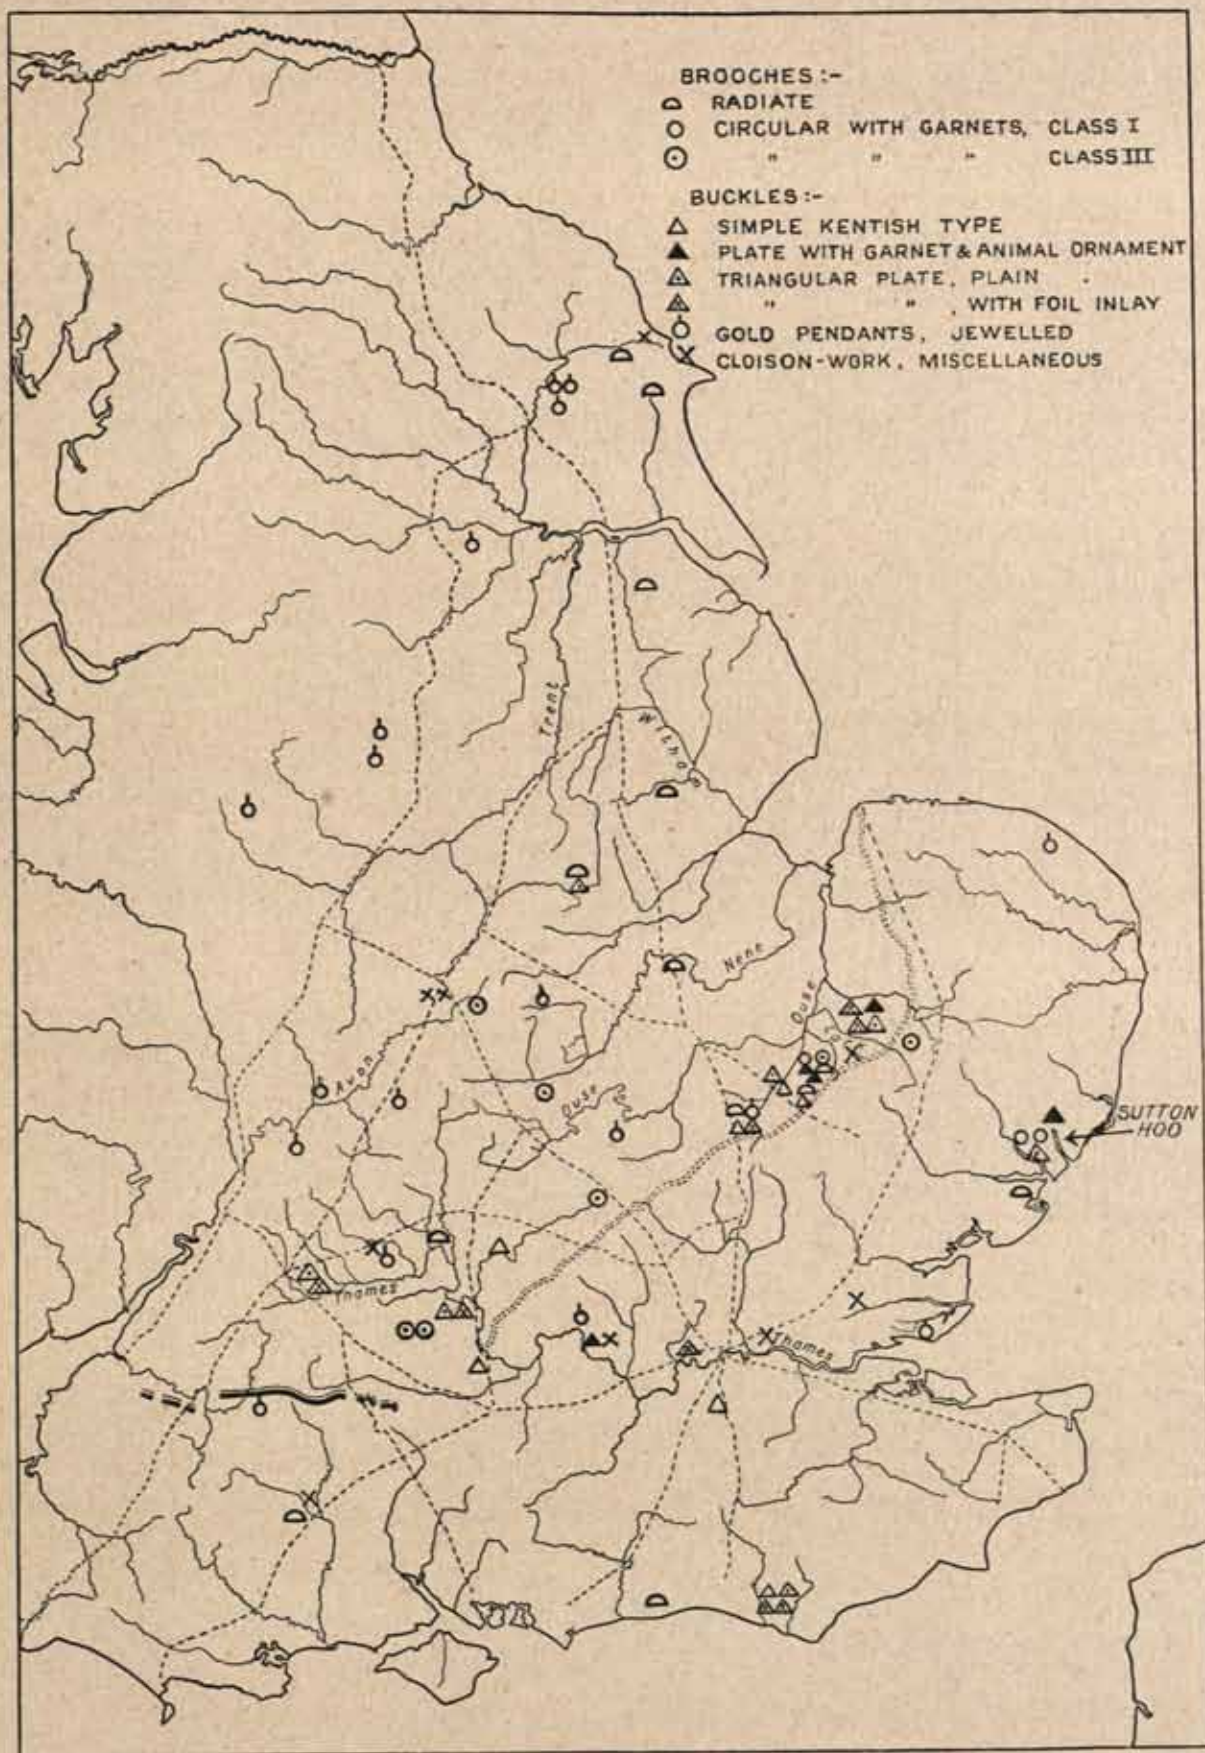 BROOCHES :-
RADIATE
CIRCULAR WITH GARNETS, CLASS I
" " " CLASS III
BUCKLES :-
SIMPLE KENTISH TYPE
PLATE WITH GARNET & ANIMAL ORNAMENT
TRIANGULAR PLATE, PLAIN .
" " , WITH FOIL INLAY
GOLD PENDANTS, JEWELLED
CLOISON-WORK, MISCELLANEOUS
Trent
Witham
Nene
Ouse
Avon
Ouse
SUTTON
HOO
Thames
Thames